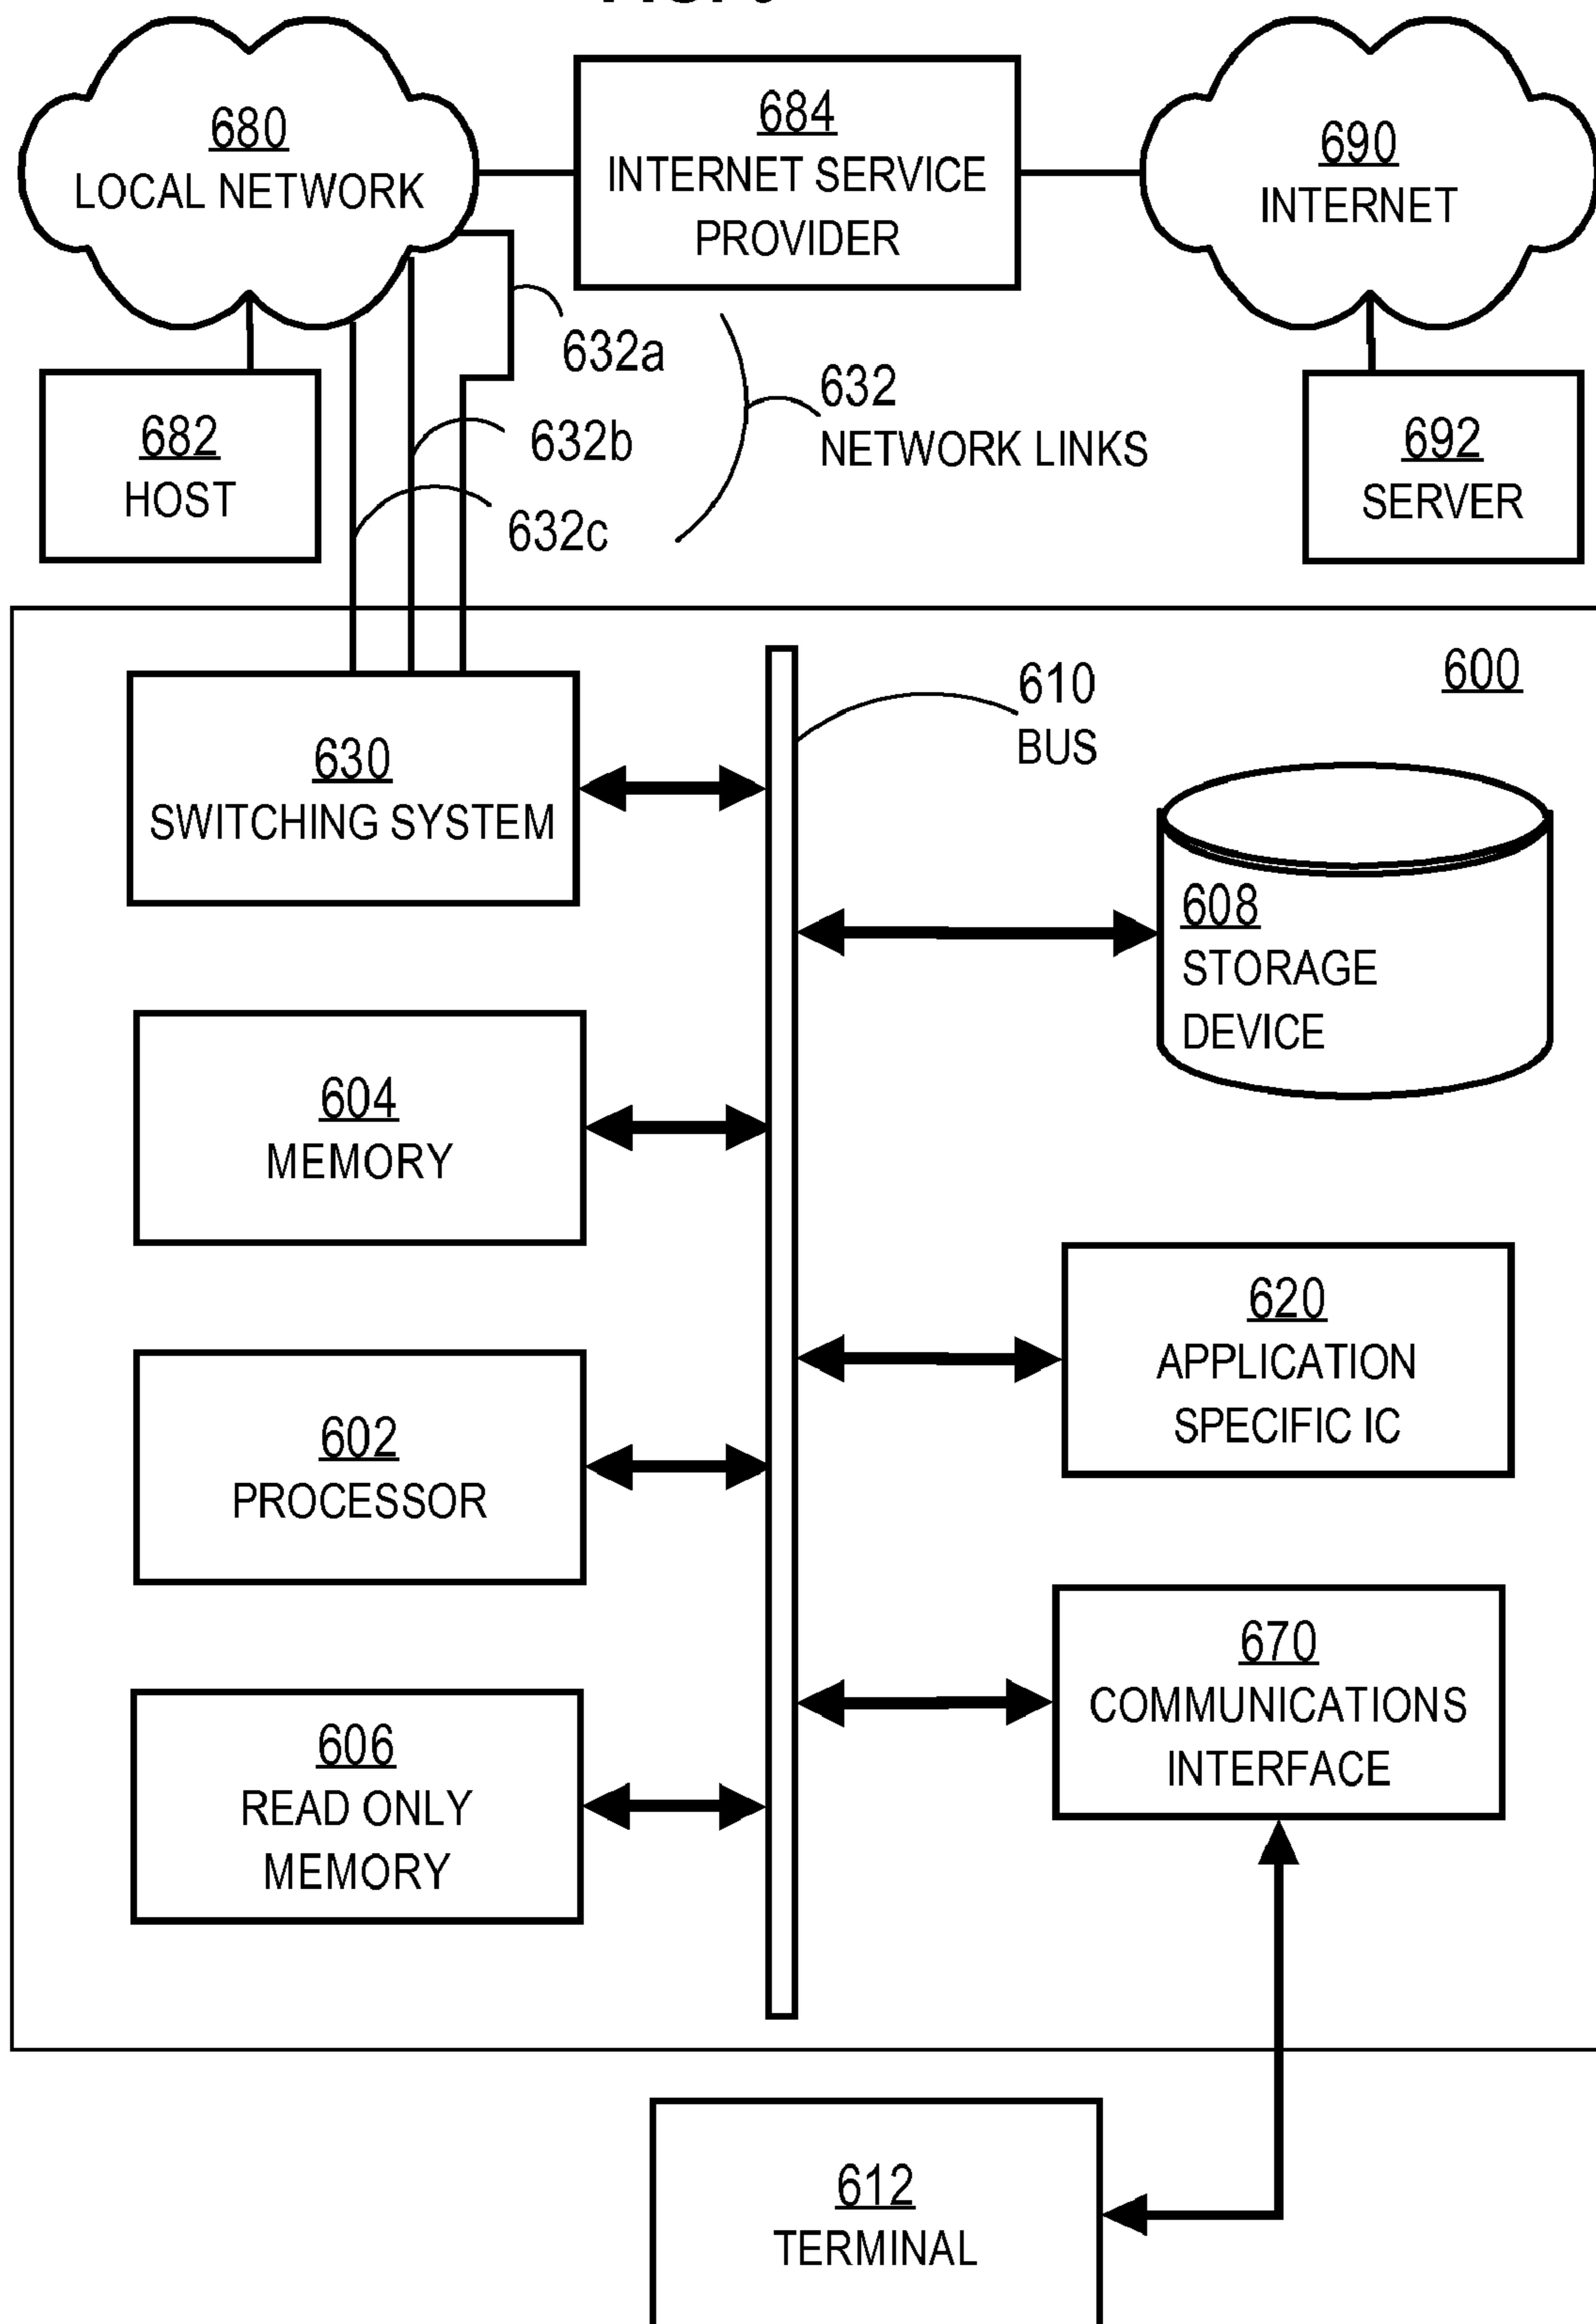 680
LOCAL NETWORK
684
INTERNET SERVICE
PROVIDER
690
INTERNET
632a
632
NETWORK LINKS
632b
632c
682
HOST
692
SERVER
600
610
BUS
630
SWITCHING SYSTEM
608
STORAGE
DEVICE
604
MEMORY
620
APPLICATION
SPECIFIC IC
602
PROCESSOR
670
COMMUNICATIONS
INTERFACE
606
READ ONLY
MEMORY
612
TERMINAL